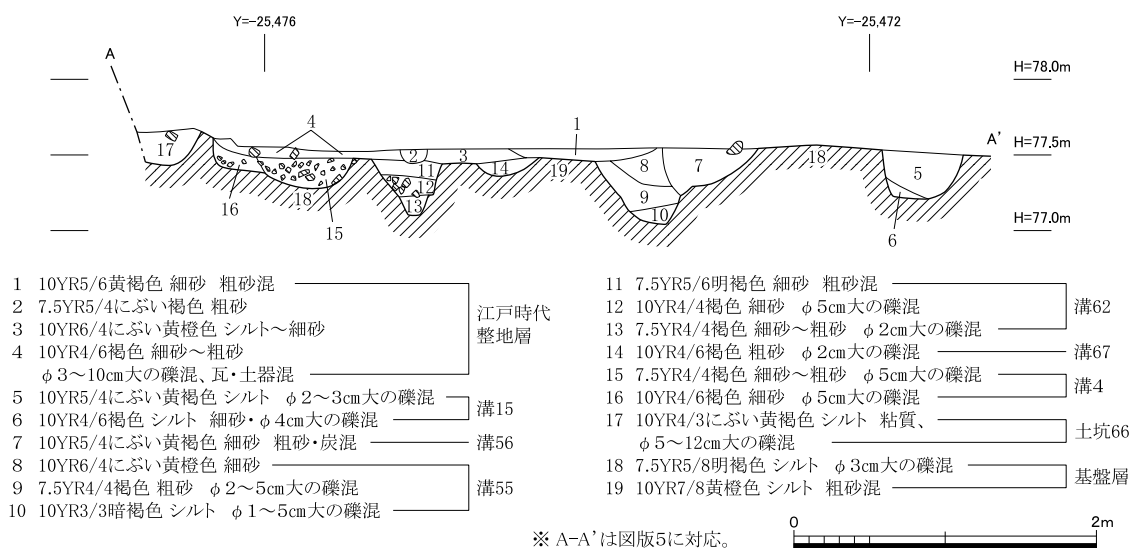 Y=-25,476
Y=-25,472
A
H=78.0m
4
1
A'
17
2
3
8
7
18
H=77.5m
11
14
19
5
12
9
16
18
13
10
15
6
H=77.0m
1 10YR5/6黄褐色 細砂 粗砂混
2 7.5YR5/4にぶい褐色 粗砂
3 10YR6/4にぶい黄橙色 シルト～細砂
4 10YR4/6褐色 細砂～粗砂
φ3～10cm大の礫混、瓦・土器混
江戸時代
整地層
5 10YR5/4にぶい黄褐色 シルト φ2～3cm大の礫混
6 10YR4/6褐色 シルト 細砂・φ4cm大の礫混
溝15
7 10YR5/4にぶい黄褐色 細砂 粗砂・炭混
溝56
8 10YR6/4にぶい黄橙色 細砂
9 7.5YR4/4褐色 粗砂 φ2～5cm大の礫混
10 10YR3/3暗褐色 シルト φ1～5cm大の礫混
溝55
11 7.5YR5/6明褐色 細砂 粗砂混
12 10YR4/4褐色 細砂 φ5cm大の礫混
13 7.5YR4/4褐色 細砂～粗砂 φ2cm大の礫混
溝62
14 10YR4/6褐色 粗砂 φ2cm大の礫混
溝67
15 7.5YR4/4褐色 細砂～粗砂 φ5cm大の礫混
16 10YR4/6褐色 細砂 φ5cm大の礫混
溝4
17 10YR4/3にぶい黄褐色 シルト 粘質、
φ5～12cm大の礫混
土坑66
18 7.5YR5/8明褐色 シルト φ3cm大の礫混
19 10YR7/8黄橙色 シルト 粗砂混
基盤層
※ A-A'は図版5に対応。
0
2m